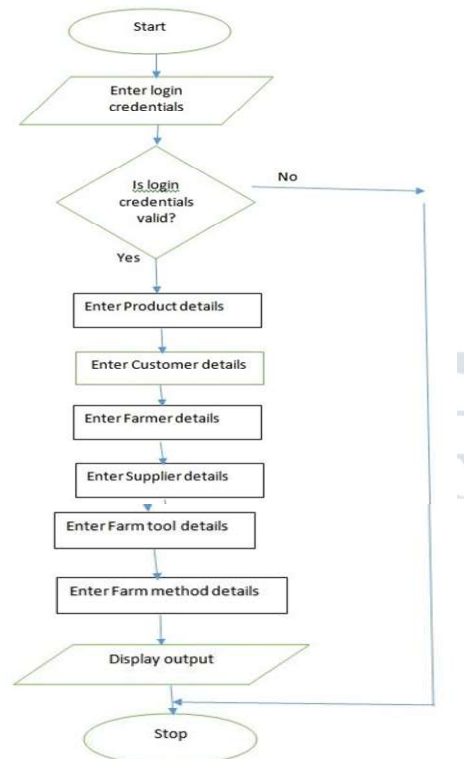 Start
Enter login
credentials
Is login
credentials
valid?
No
Yes
Enter Product details
Enter Customer details
Enter Farmer details
Enter Supplier details
Enter Farm tool details
Enter Farm method details
Display output
Stop